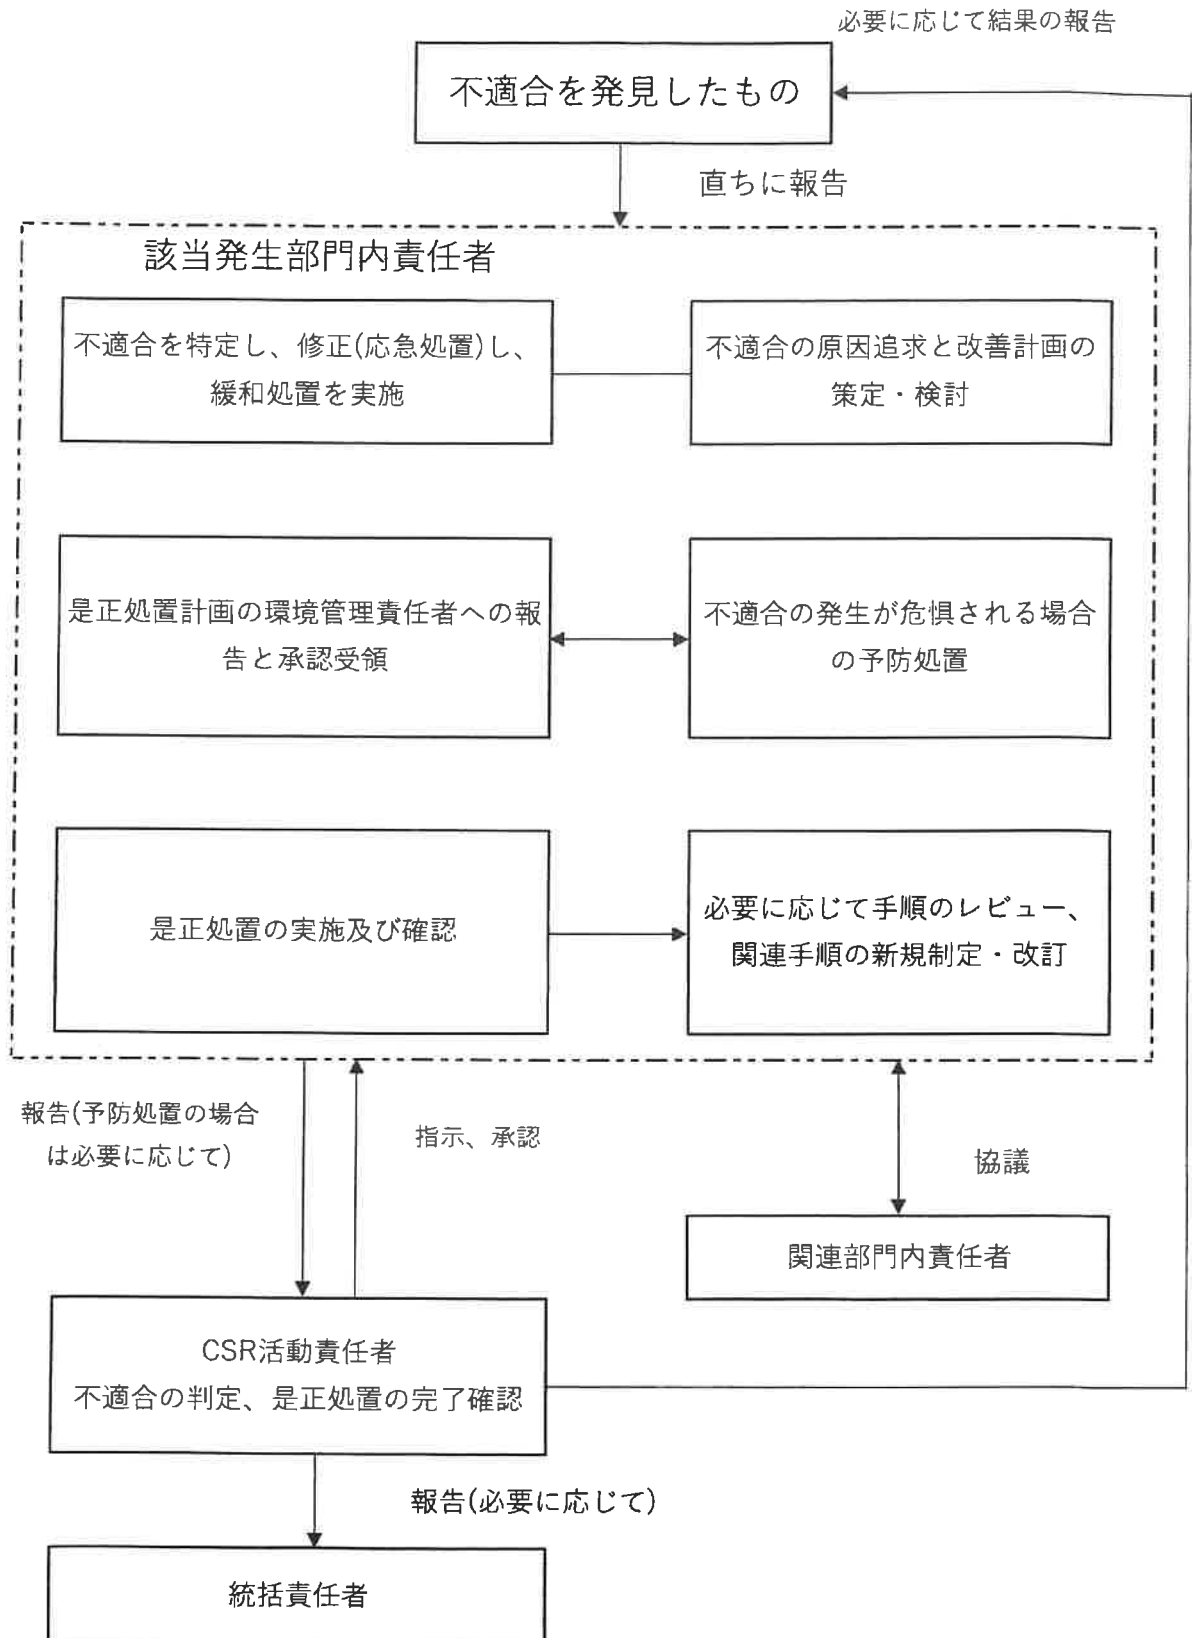 必要に応じて結果の報告
不適合を発見したもの
直ちに報告
該当発生部門内責任者
不適合を特定し、修正(応急処置)し、
緩和処置を実施
不適合の原因追求と改善計画の
策定・検討
是正処置計画の環境管理責任者への報
告と承認受領
不適合の発生が危惧される場合
の予防処置
是正処置の実施及び確認
必要に応じて手順のレビュー、
関連手順の新規制定・改訂
報告(予防処置の場合
は必要に応じて)
指示、承認
協議
関連部門内責任者
CSR活動責任者
不適合の判定、是正処置の完了確認
報告(必要に応じて)
統括責任者